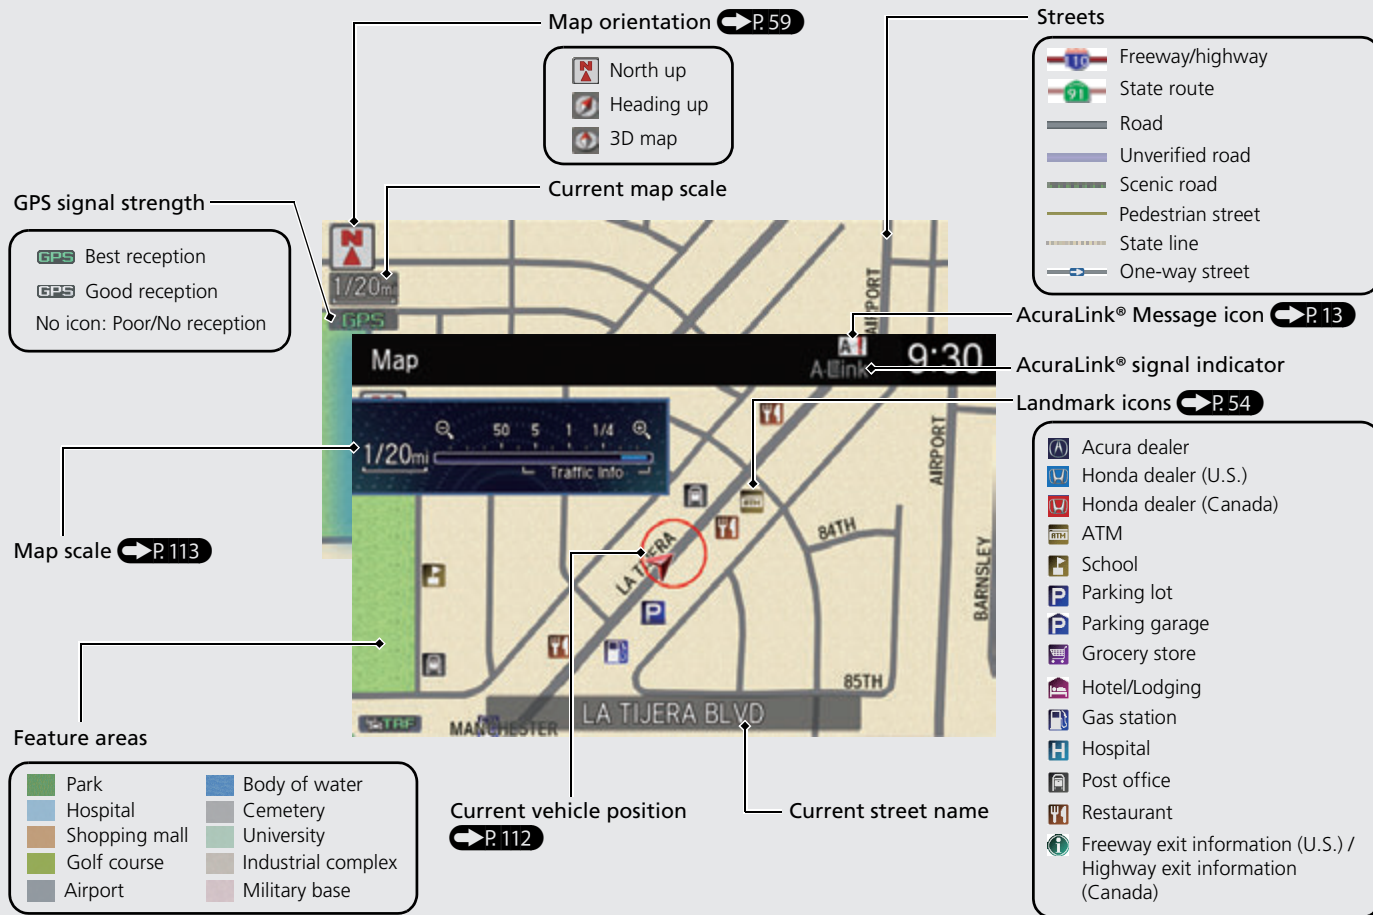 Map orientation P. 59
North up
Heading up
3D map
Streets
110
Freeway/highway
91
State route
Road
Unverified road
Scenic road
Pedestrian street
State line
One-way street
GPS signal strength
GPS Best reception
GPS Good reception
No icon: Poor/No reception
Current map scale
N
1/20mi
GPS
AIRPORT
AcuraLink® Message icon P. 13
AcuraLink® signal indicator
Landmark icons P. 54
Map
A!
A-Link
9:30
50 5 1 1/4
1/20mi
Traffic Info
AIRPORT
84TH
LA TIJERA
BARNSLEY
P
85TH
LA TIJERA BLVD
MANCHESTER
TRF
Map scale P. 113
Acura dealer
Honda dealer (U.S.)
Honda dealer (Canada)
ATM
ATM
School
P Parking lot
P Parking garage
Grocery store
Hotel/Lodging
Gas station
H Hospital
Post office
Restaurant
Freeway exit information (U.S.) /
Highway exit information
(Canada)
Feature areas
Park
Hospital
Shopping mall
Golf course
Airport
Body of water
Cemetery
University
Industrial complex
Military base
Current vehicle position
P. 112
Current street name